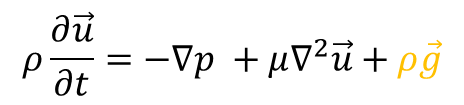 ρ ∂u⃗/∂t = −∇p + μ∇²u⃗ + ρg⃗